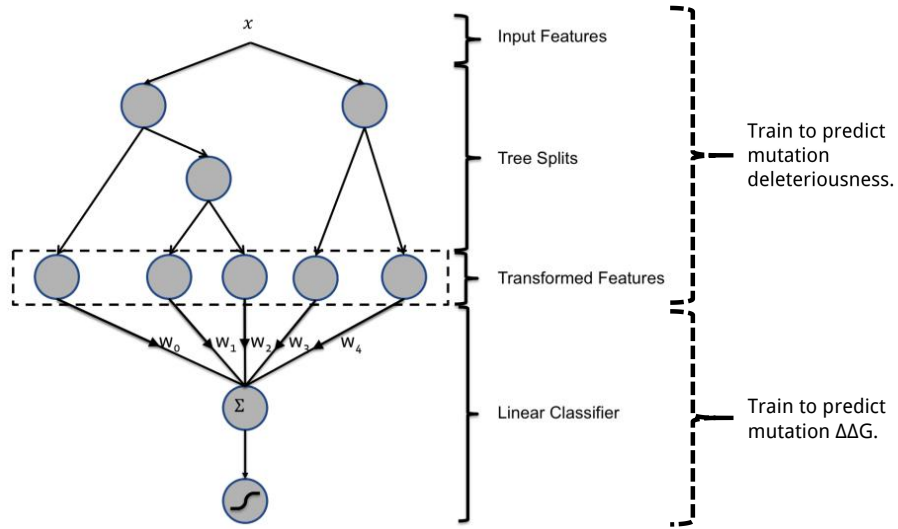 x
Input Features
Tree Splits
Train to predict
mutation
deleteriousness.
Transformed Features
W₀ W₁ W₂ W₃ W₄
Σ
Linear Classifier
Train to predict
mutation ΔΔG.